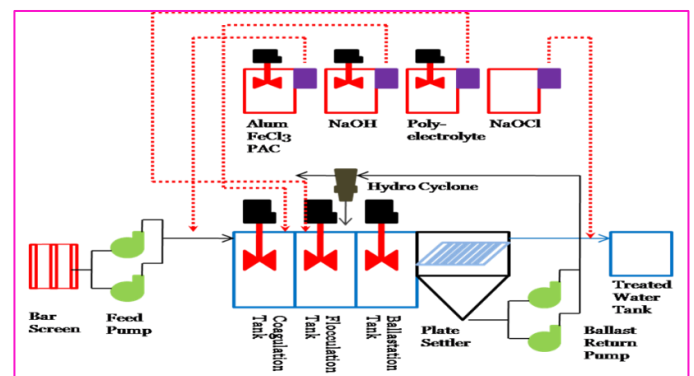 Alum
FeCl3
PAC
NaOH
Poly-
electrolyte
NaOCl
Hydro Cyclone
Bar
Screen
Feed
Pump
Coagulation
Tank
Flocculation
Tank
Ballastation
Tank
Plate
Settler
Ballast
Return
Pump
Treated
Water
Tank